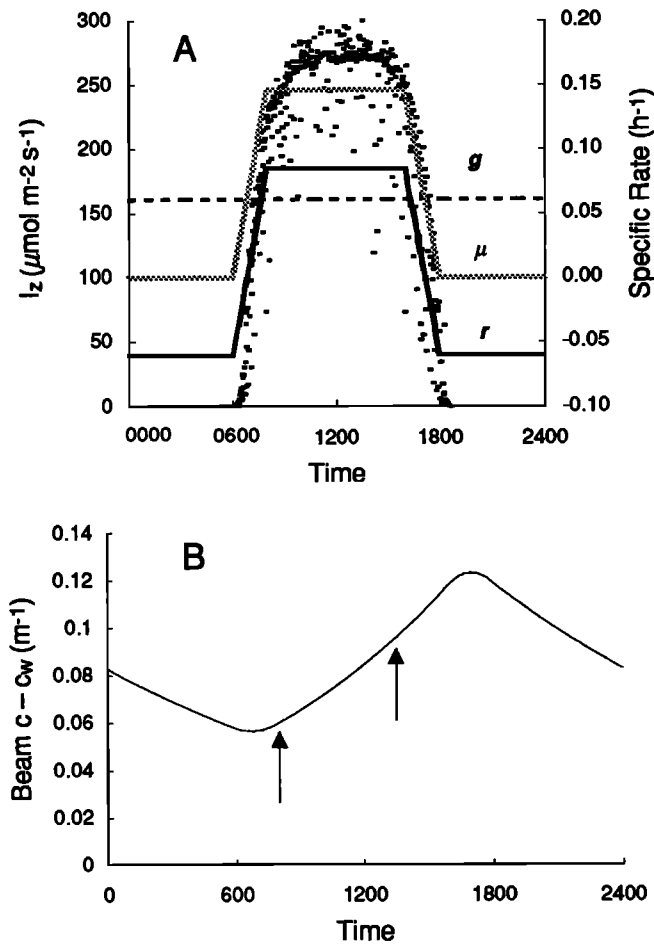 A
300
250
200
150
100
50
0
I_z (μmol m-2 s-1)
0.20
0.15
0.10
0.05
0.00
-0.05
-0.10
Specific Rate (h-1)
g
μ
r
0000 0600 1200 1800 2400
Time
B
0.14
0.12
0.1
0.08
0.06
0.04
0.02
0
Beam c – c_w (m-1)
0 600 1200 1800 2400
Time